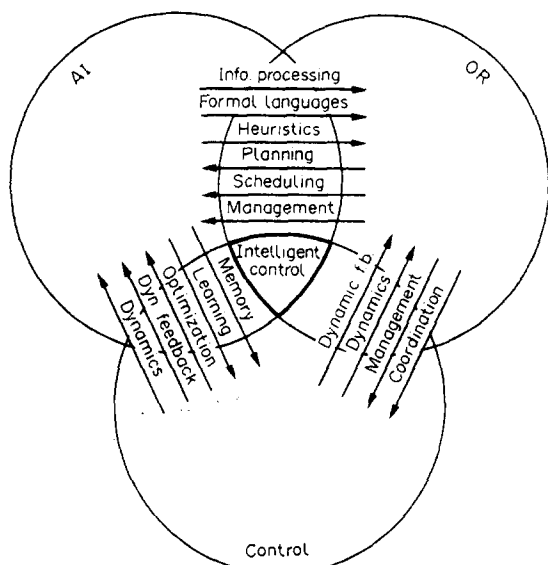 AI
OR
Info. processing
Formal languages
Heuristics
Planning
Scheduling
Management
Intelligent
control
Memory
Learning
Optimization
Dyn feedback
Dynamics
Dynamic f.b.
Dynamics
Management
Coordination
Control